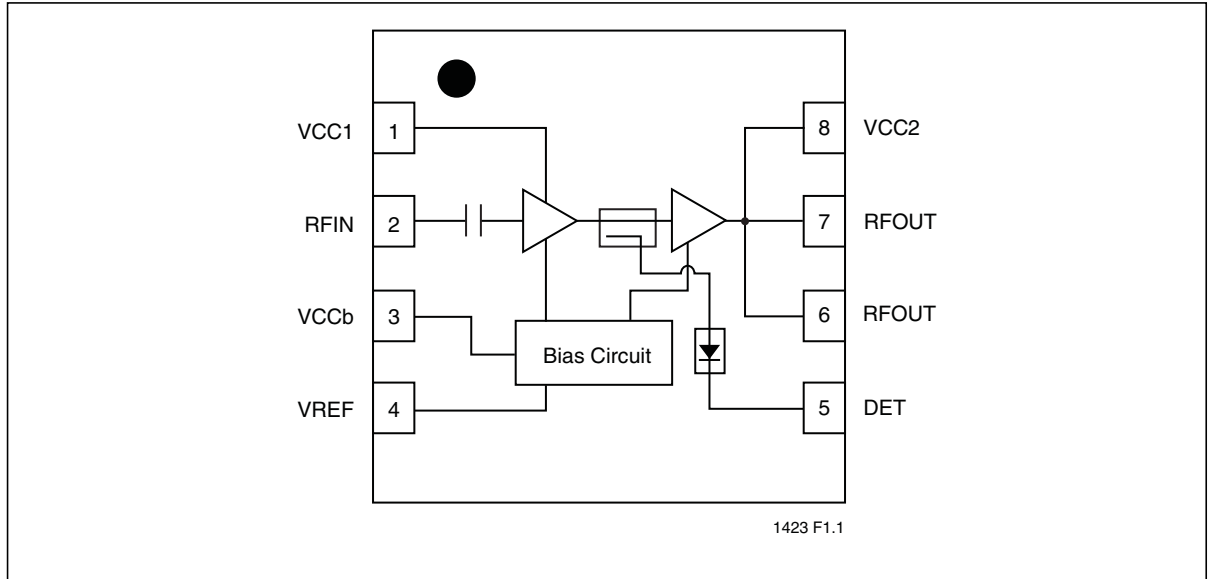 VCC1 1
8 VCC2
RFIN 2
7 RFOUT
VCCb 3
6 RFOUT
Bias Circuit
VREF 4
5 DET
1423 F1.1